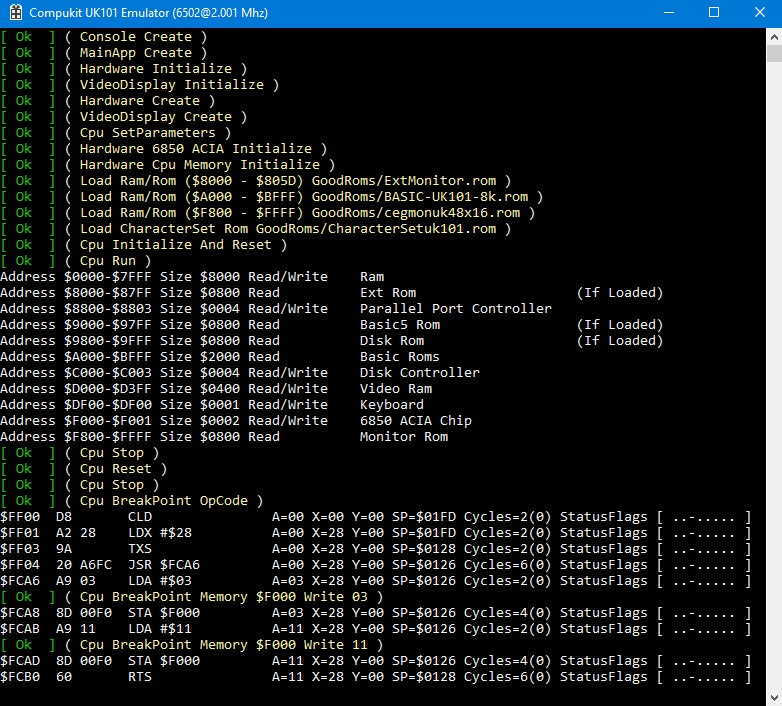 Compukit UK101 Emulator (6502@2.001 Mhz)
[ Ok  ] ( Console Create )
[ Ok  ] ( MainApp Create )
[ Ok  ] ( Hardware Initialize )
[ Ok  ] ( VideoDisplay Initialize )
[ Ok  ] ( Hardware Create )
[ Ok  ] ( VideoDisplay Create )
[ Ok  ] ( Cpu SetParameters )
[ Ok  ] ( Hardware 6850 ACIA Initialize )
[ Ok  ] ( Hardware Cpu Memory Initialize )
[ Ok  ] ( Load Ram/Rom ($8000 - $805D) GoodRoms/ExtMonitor.rom )
[ Ok  ] ( Load Ram/Rom ($A000 - $BFFF) GoodRoms/BASIC-UK101-8k.rom )
[ Ok  ] ( Load Ram/Rom ($F800 - $FFFF) GoodRoms/cegmonuk48x16.rom )
[ Ok  ] ( Load CharacterSet Rom GoodRoms/CharacterSetuk101.rom )
[ Ok  ] ( Cpu Initialize And Reset )
[ Ok  ] ( Cpu Run )
Address $0000-$7FFF Size $8000 Read/Write    Ram
Address $8000-$87FF Size $0800 Read          Ext Rom                    (If Loaded)
Address $8800-$8803 Size $0004 Read/Write    Parallel Port Controller
Address $9000-$97FF Size $0800 Read          Basic5 Rom                 (If Loaded)
Address $9800-$9FFF Size $0800 Read          Disk Rom                   (If Loaded)
Address $A000-$BFFF Size $2000 Read          Basic Roms
Address $C000-$C003 Size $0004 Read/Write    Disk Controller
Address $D000-$D3FF Size $0400 Read/Write    Video Ram
Address $DF00-$DF00 Size $0001 Read/Write    Keyboard
Address $F000-$F001 Size $0002 Read/Write    6850 ACIA Chip
Address $F800-$FFFF Size $0800 Read          Monitor Rom
[ Ok  ] ( Cpu Stop )
[ Ok  ] ( Cpu Reset )
[ Ok  ] ( Cpu Stop )
[ Ok  ] ( Cpu BreakPoint OpCode )
$FF00  D8       CLD               A=00 X=00 Y=00 SP=$01FD Cycles=2(0) StatusFlags [ ..-..... ]
$FF01  A2 28    LDX #$28          A=00 X=28 Y=00 SP=$01FD Cycles=2(0) StatusFlags [ ..-..... ]
$FF03  9A       TXS               A=00 X=28 Y=00 SP=$0128 Cycles=2(0) StatusFlags [ ..-..... ]
$FF04  20 A6FC  JSR $FCA6         A=00 X=28 Y=00 SP=$0126 Cycles=6(0) StatusFlags [ ..-..... ]
$FCA6  A9 03    LDA #$03          A=03 X=28 Y=00 SP=$0126 Cycles=2(0) StatusFlags [ ..-..... ]
[ Ok  ] ( Cpu BreakPoint Memory $F000 Write 03 )
$FCA8  8D 00F0  STA $F000         A=03 X=28 Y=00 SP=$0126 Cycles=4(0) StatusFlags [ ..-..... ]
$FCAB  A9 11    LDA #$11          A=11 X=28 Y=00 SP=$0126 Cycles=2(0) StatusFlags [ ..-..... ]
[ Ok  ] ( Cpu BreakPoint Memory $F000 Write 11 )
$FCAD  8D 00F0  STA $F000         A=11 X=28 Y=00 SP=$0126 Cycles=4(0) StatusFlags [ ..-..... ]
$FCB0  60       RTS               A=11 X=28 Y=00 SP=$0128 Cycles=6(0) StatusFlags [ ..-..... ]